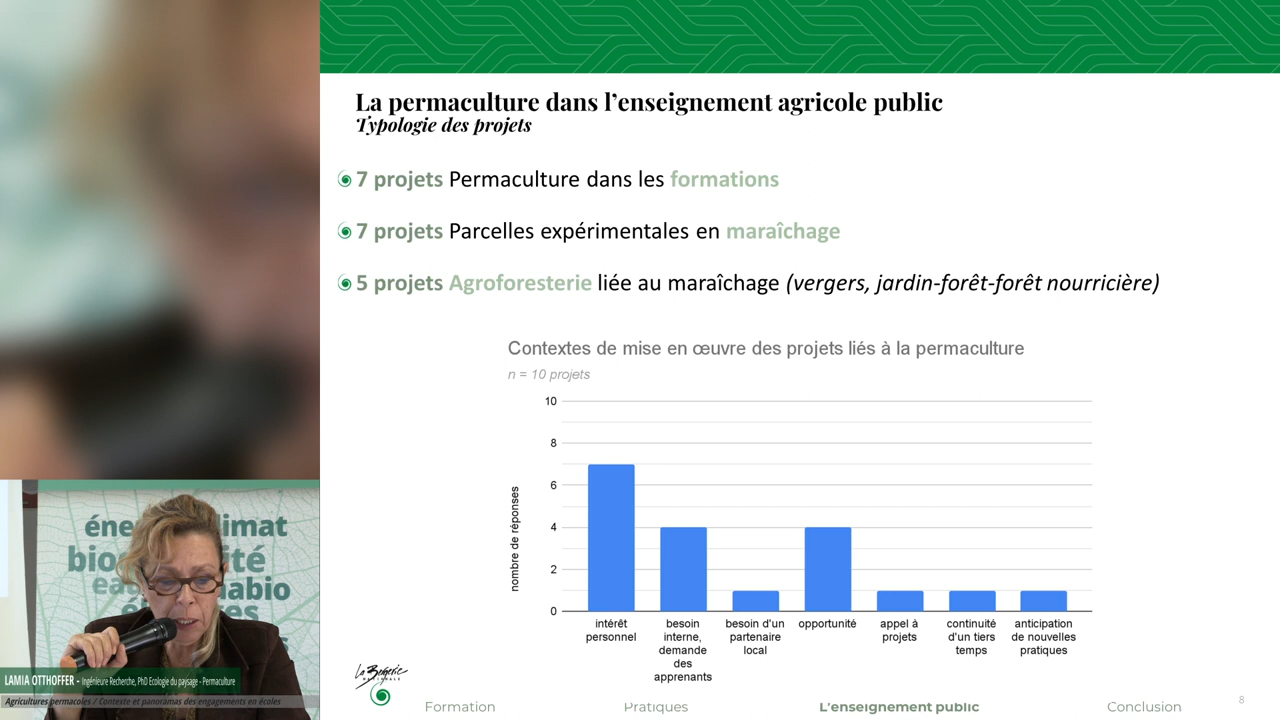 La permaculture dans l'enseignement agricole public
Typologie des projets
7 projets Permaculture dans les formations
7 projets Parcelles expérimentales en maraîchage
5 projets Agroforesterie liée au maraîchage (vergers, jardin-forêt-forêt nourricière)
Contextes de mise en œuvre des projets liés à la permaculture
n = 10 projets
nombre de réponses
10
8
6
4
2
0
intérêt personnel
besoin interne, demande des apprenants
besoin d'un partenaire local
opportunité
appel à projets
continuité d'un tiers temps
anticipation de nouvelles pratiques
La Bergerie
NATIONALE
Formation
Pratiques
L'enseignement public
Conclusion
8
LAMIA OTTHOFFER - Ingénieure Recherche, PhD Ecologie du paysage - Permaculture
Agricultures permacoles / Contexte et panoramas des engagements en écoles